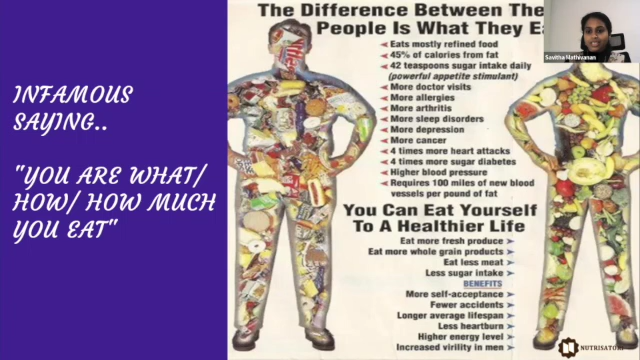 INFAMOUS
SAYING..
"YOU ARE WHAT/
HOW/ HOW MUCH
YOU EAT"
The Difference Between The
People Is What They E
Eats mostly refined food
45% of calories from fat
42 teaspoons sugar intake daily
(powerful appetite stimulant)
More doctor visits
More allergies
More arthritis
More sleep disorders
More depression
More cancer
4 times more heart attacks
4 times more sugar diabetes
Higher blood pressure
Requires 100 miles of new blood
vessels per pound of fat
You Can Eat Yourself
To A Healthier Life
Eat more fresh produce
Eat more whole grain products
Eat less meat
Less sugar intake
BENEFITS
More self-acceptance
Fewer accidents
Longer average lifespan
Less heartburn
Higher energy level
Increased virility in men
Savitha Mathivanan